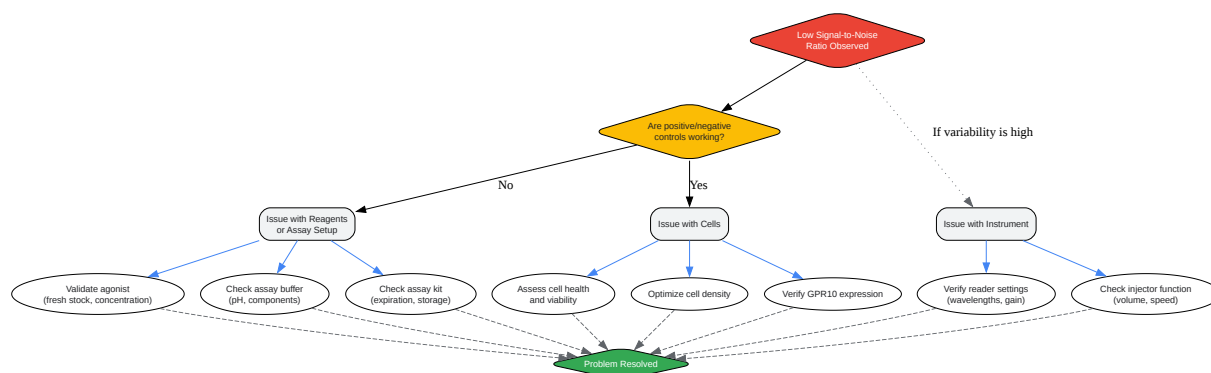 Low Signal-to-Noise
Ratio Observed
Are positive/negative
controls working?
If variability is high
No
Yes
Issue with Reagents
or Assay Setup
Issue with Cells
Issue with Instrument
Validate agonist
(fresh stock, concentration)
Check assay buffer
(pH, components)
Check assay kit
(expiration, storage)
Assess cell health
and viability
Optimize cell density
Verify GPR10 expression
Verify reader settings
(wavelengths, gain)
Check injector function
(volume, speed)
Problem Resolved